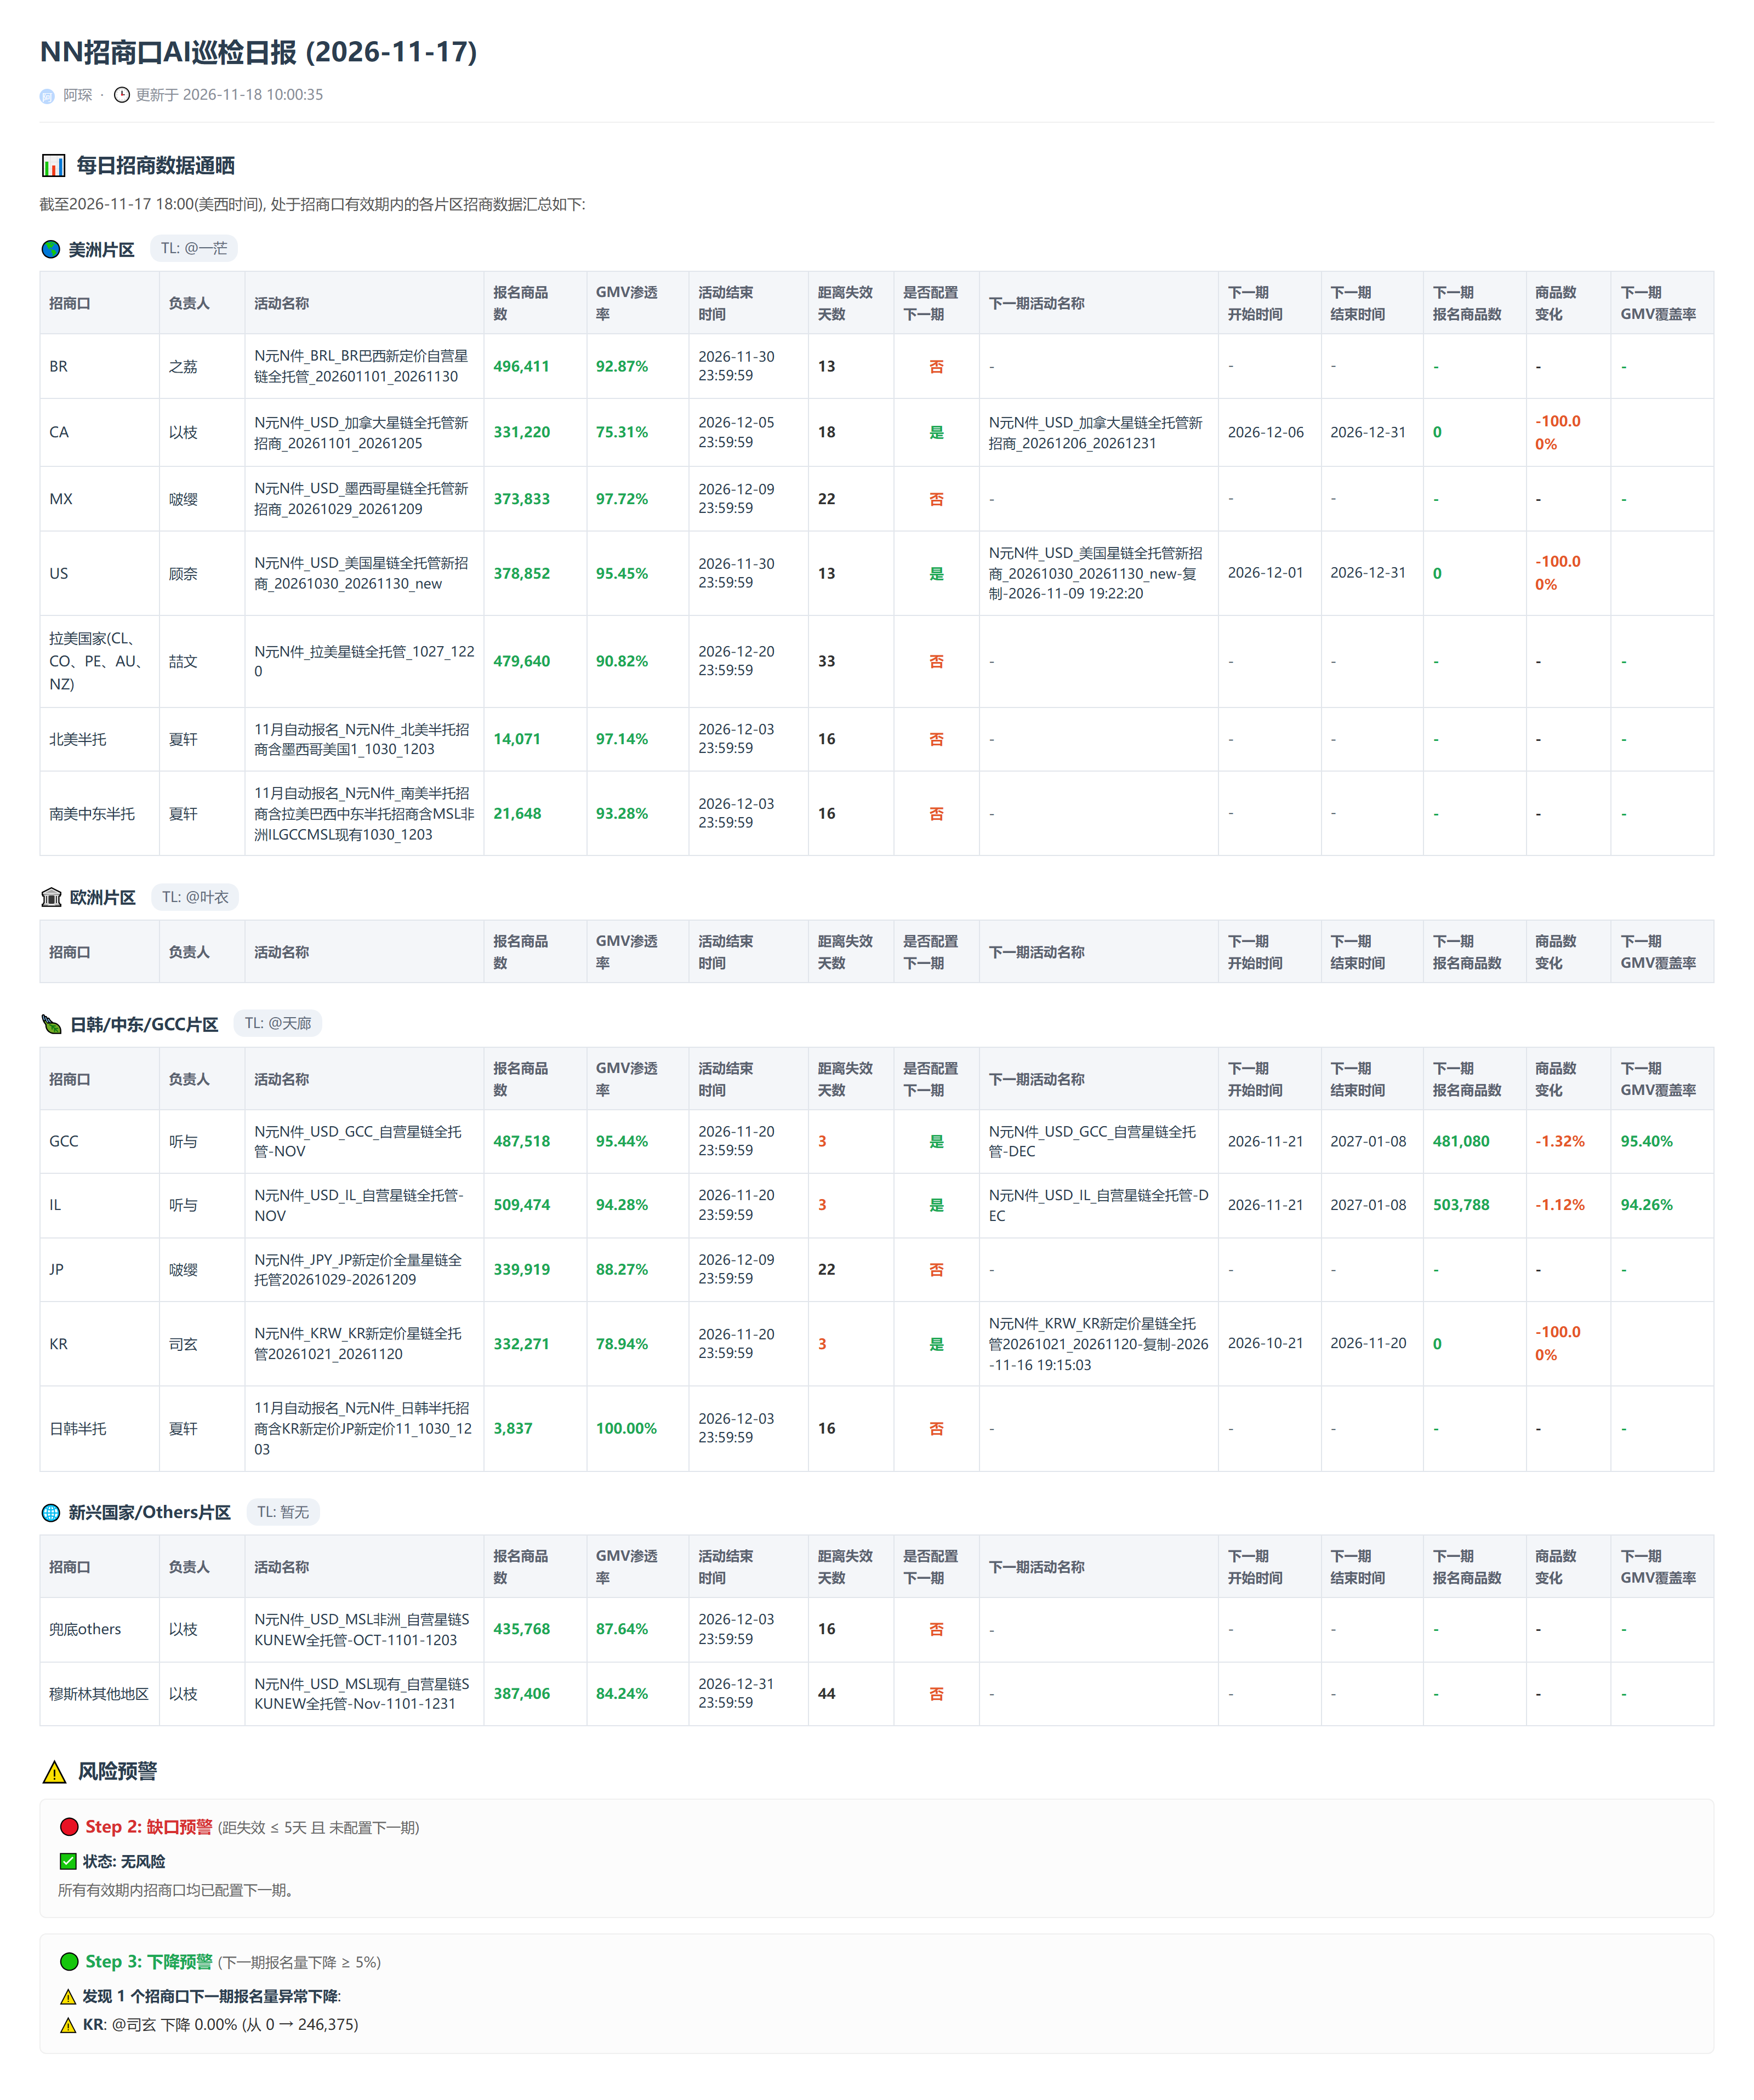 NN招商口AI巡检日报 (2026-11-17)
阿琛 · 更新于 2026-11-18 10:00:35
每日招商数据通晒
截至2026-11-17 18:00(美西时间), 处于招商口有效期内的各片区招商数据汇总如下:
美洲片区 TL: @一茫
招商口 负责人 活动名称 报名商品数 GMV渗透率 活动结束时间 距离失效天数 是否配置下一期 下一期活动名称 下一期开始时间 下一期结束时间 下一期报名商品数 商品数变化 下一期GMV覆盖率
BR 之荔 N元N件_BRL_BR巴西新定价自营星链全托管_202601101_20261130 496,411 92.87% 2026-11-30 23:59:59 13 否 - - - - - -
CA 以枝 N元N件_USD_加拿大星链全托管新招商_20261101_20261205 331,220 75.31% 2026-12-05 23:59:59 18 是 N元N件_USD_加拿大星链全托管新招商_20261206_20261231 2026-12-06 2026-12-31 0 -100.00%
MX 啵缨 N元N件_USD_墨西哥星链全托管新招商_20261029_20261209 373,833 97.72% 2026-12-09 23:59:59 22 否 - - - - - -
US 顾奈 N元N件_USD_美国星链全托管新招商_20261030_20261130_new 378,852 95.45% 2026-11-30 23:59:59 13 是 N元N件_USD_美国星链全托管新招商_20261030_20261130_new-复制-2026-11-09 19:22:20 2026-12-01 2026-12-31 0 -100.00%
拉美国家(CL、CO、PE、AU、NZ) 喆文 N元N件_拉美星链全托管_1027_1220 479,640 90.82% 2026-12-20 23:59:59 33 否 - - - - - -
北美半托 夏轩 11月自动报名_N元N件_北美半托招商含墨西哥美国1_1030_1203 14,071 97.14% 2026-12-03 23:59:59 16 否 - - - - - -
南美中东半托 夏轩 11月自动报名_N元N件_南美半托招商含拉美巴西中东半托招商含MSL非洲ILGCCMSL现有1030_1203 21,648 93.28% 2026-12-03 23:59:59 16 否 - - - - - -
欧洲片区 TL: @叶衣
招商口 负责人 活动名称 报名商品数 GMV渗透率 活动结束时间 距离失效天数 是否配置下一期 下一期活动名称 下一期开始时间 下一期结束时间 下一期报名商品数 商品数变化 下一期GMV覆盖率
日韩/中东/GCC片区 TL: @天廊
招商口 负责人 活动名称 报名商品数 GMV渗透率 活动结束时间 距离失效天数 是否配置下一期 下一期活动名称 下一期开始时间 下一期结束时间 下一期报名商品数 商品数变化 下一期GMV覆盖率
GCC 听与 N元N件_USD_GCC_自营星链全托管-NOV 487,518 95.44% 2026-11-20 23:59:59 3 是 N元N件_USD_GCC_自营星链全托管-DEC 2026-11-21 2027-01-08 481,080 -1.32% 95.40%
IL 听与 N元N件_USD_IL_自营星链全托管-NOV 509,474 94.28% 2026-11-20 23:59:59 3 是 N元N件_USD_IL_自营星链全托管-DEC 2026-11-21 2027-01-08 503,788 -1.12% 94.26%
JP 啵缨 N元N件_JPY_JP新定价全量星链全托管20261029-20261209 339,919 88.27% 2026-12-09 23:59:59 22 否 - - - - - -
KR 司玄 N元N件_KRW_KR新定价星链全托管20261021_20261120 332,271 78.94% 2026-11-20 23:59:59 3 是 N元N件_KRW_KR新定价星链全托管20261021_20261120-复制-2026-11-16 19:15:03 2026-10-21 2026-11-20 0 -100.00%
日韩半托 夏轩 11月自动报名_N元N件_日韩半托招商含KR新定价JP新定价11_1030_1203 3,837 100.00% 2026-12-03 23:59:59 16 否 - - - - - -
新兴国家/Others片区 TL: 暂无
招商口 负责人 活动名称 报名商品数 GMV渗透率 活动结束时间 距离失效天数 是否配置下一期 下一期活动名称 下一期开始时间 下一期结束时间 下一期报名商品数 商品数变化 下一期GMV覆盖率
兜底others 以枝 N元N件_USD_MSL非洲_自营星链SKUNEW全托管-OCT-1101-1203 435,768 87.64% 2026-12-03 23:59:59 16 否 - - - - - -
穆斯林其他地区 以枝 N元N件_USD_MSL现有_自营星链SKUNEW全托管-Nov-1101-1231 387,406 84.24% 2026-12-31 23:59:59 44 否 - - - - - -
风险预警
Step 2: 缺口预警 (距失效 ≤ 5天 且 未配置下一期)
状态: 无风险
所有有效期内招商口均已配置下一期。
Step 3: 下降预警 (下一期报名量下降 ≥ 5%)
发现 1 个招商口下一期报名量异常下降:
KR: @司玄 下降 0.00% (从 0 → 246,375)